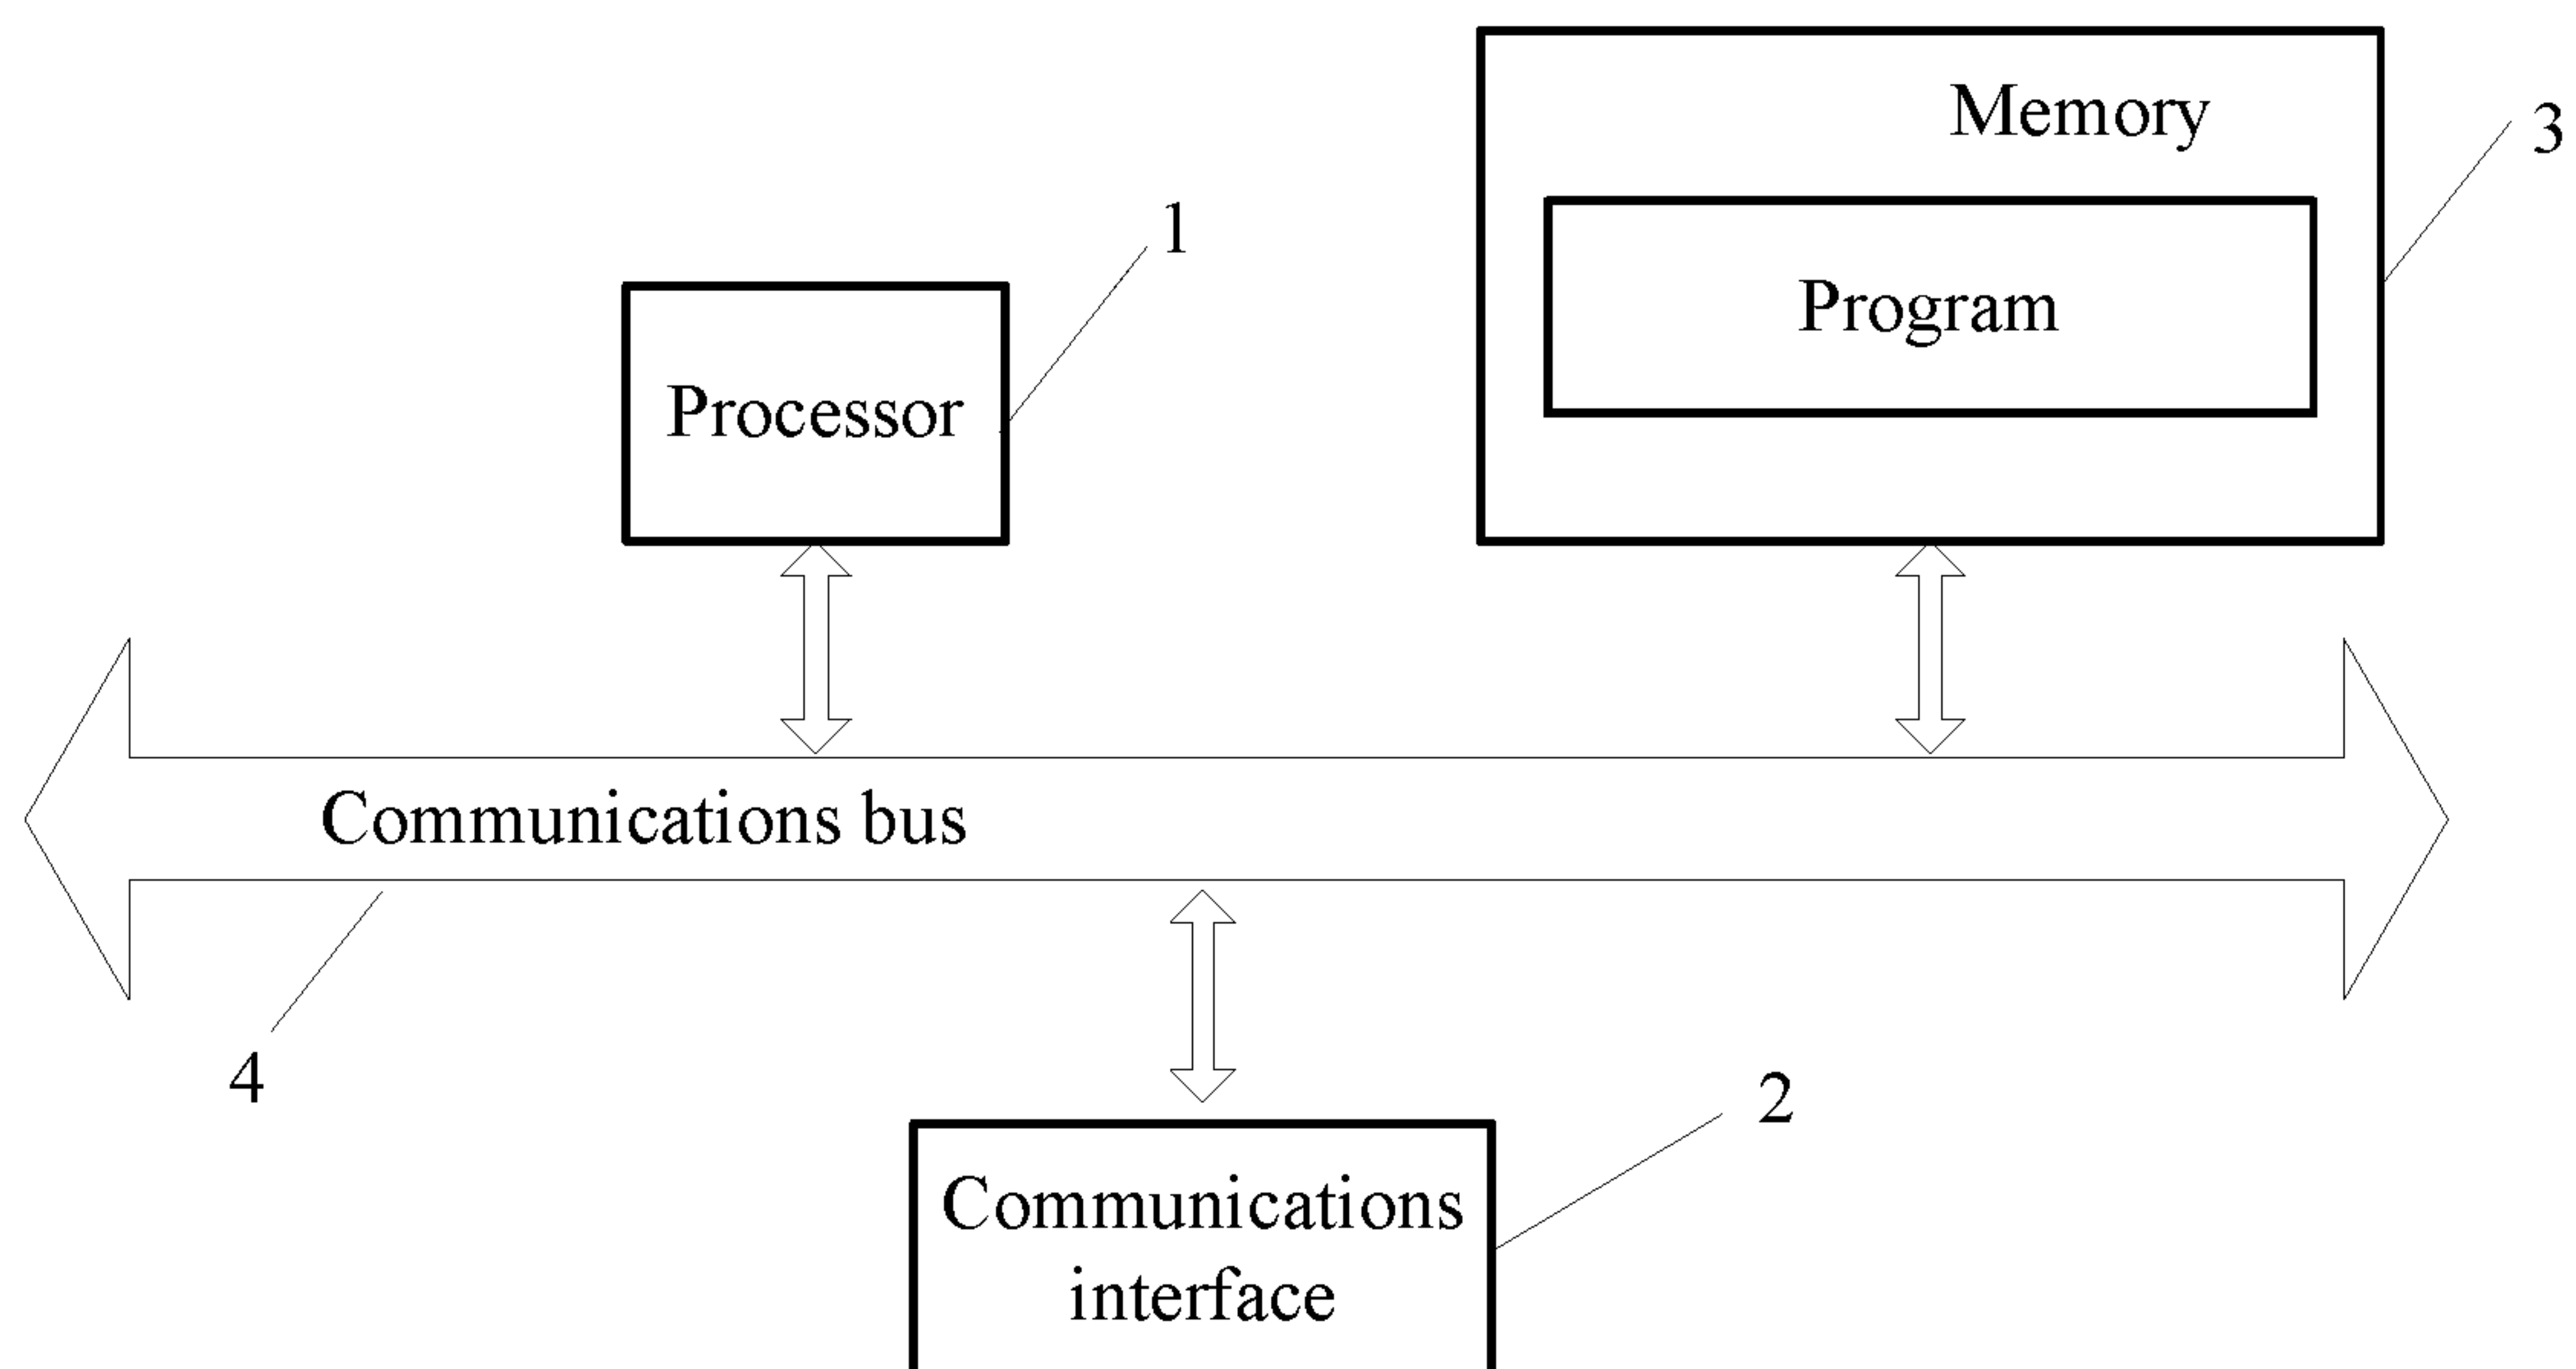 Memory
3
1
Program
Processor
Communications bus
4
2
Communications
interface